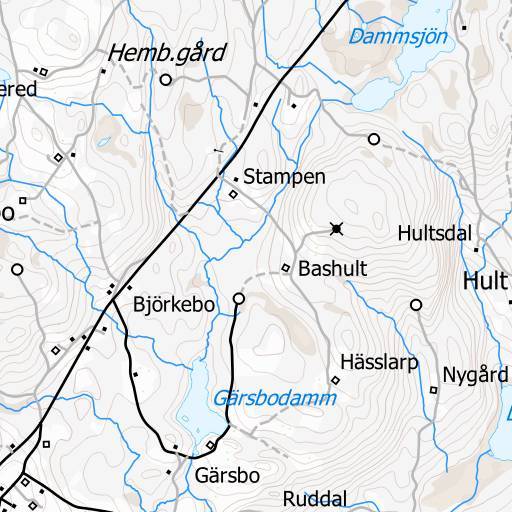 Dammsjön
Hemb.gård
ered
Stampen
Hultsdal
Bashult
Hult
Björkebo
Hässlarp
Nygård
Gärsbodamm
Gärsbo
Ruddal